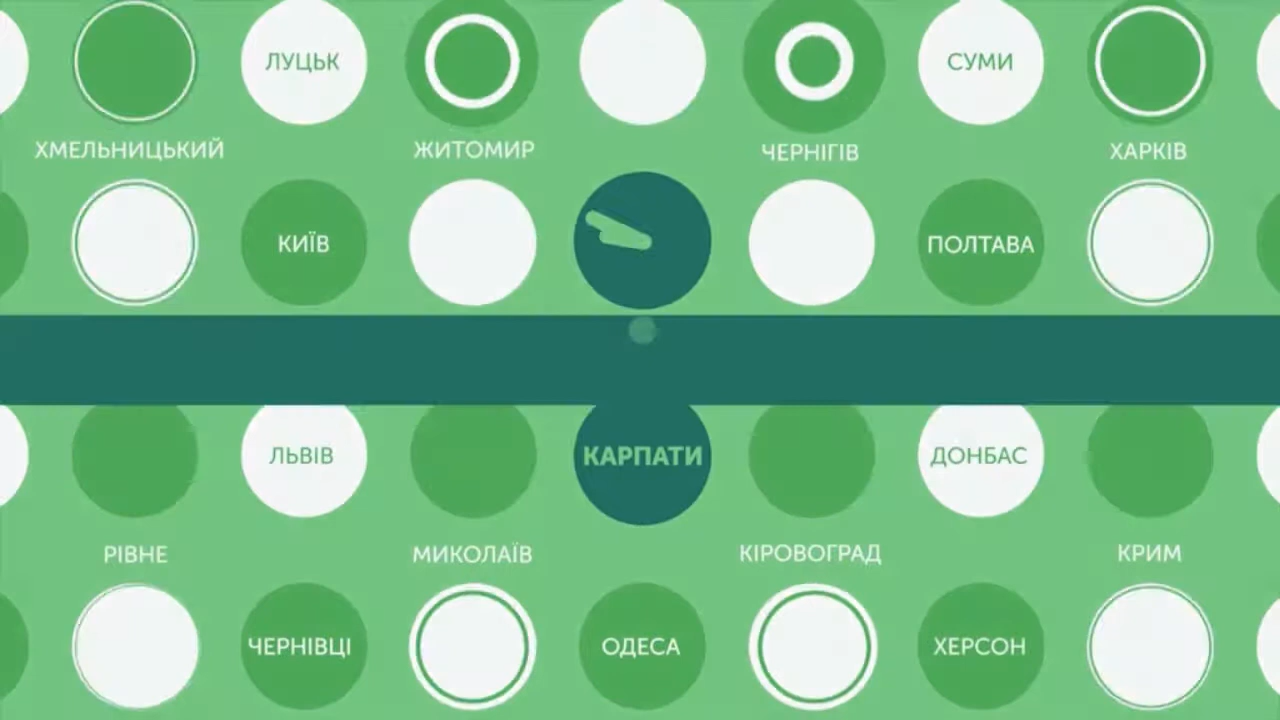 ЛУЦЬК
СУМИ
ХМЕЛЬНИЦЬКИЙ
ЖИТОМИР
ЧЕРНІГІВ
ХАРКІВ
КИЇВ
ПОЛТАВА
ЛЬВІВ
КАРПАТИ
ДОНБАС
РІВНЕ
МИКОЛАЇВ
КІРОВОГРАД
КРИМ
ЧЕРНІВЦІ
ОДЕСА
ХЕРСОН